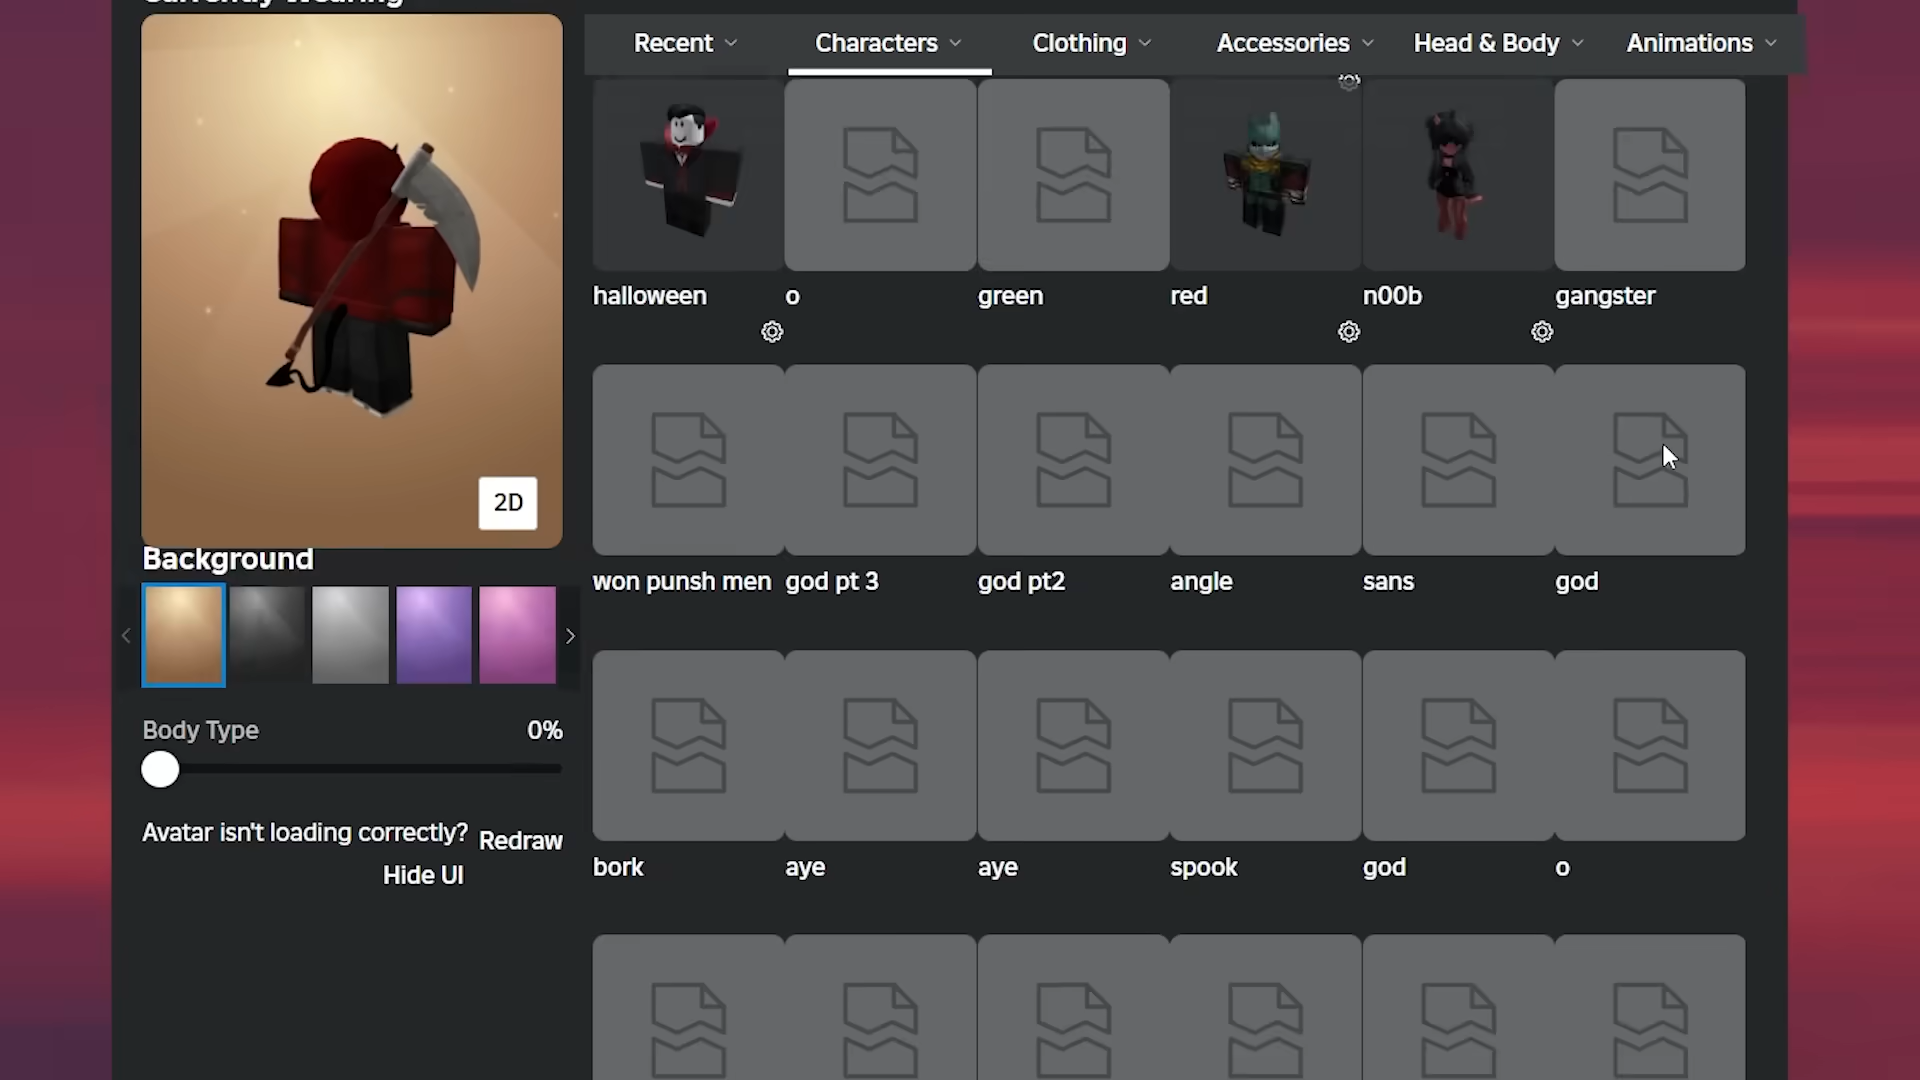 Currently Wearing
Recent
Characters
Clothing
Accessories
Head & Body
Animations
2D
halloween
o
green
red
n00b
gangster
Background
won punsh men
god pt 3
god pt2
angle
sans
god
Body Type
0%
Avatar isn't loading correctly?
Redraw
Hide UI
bork
aye
aye
spook
god
o